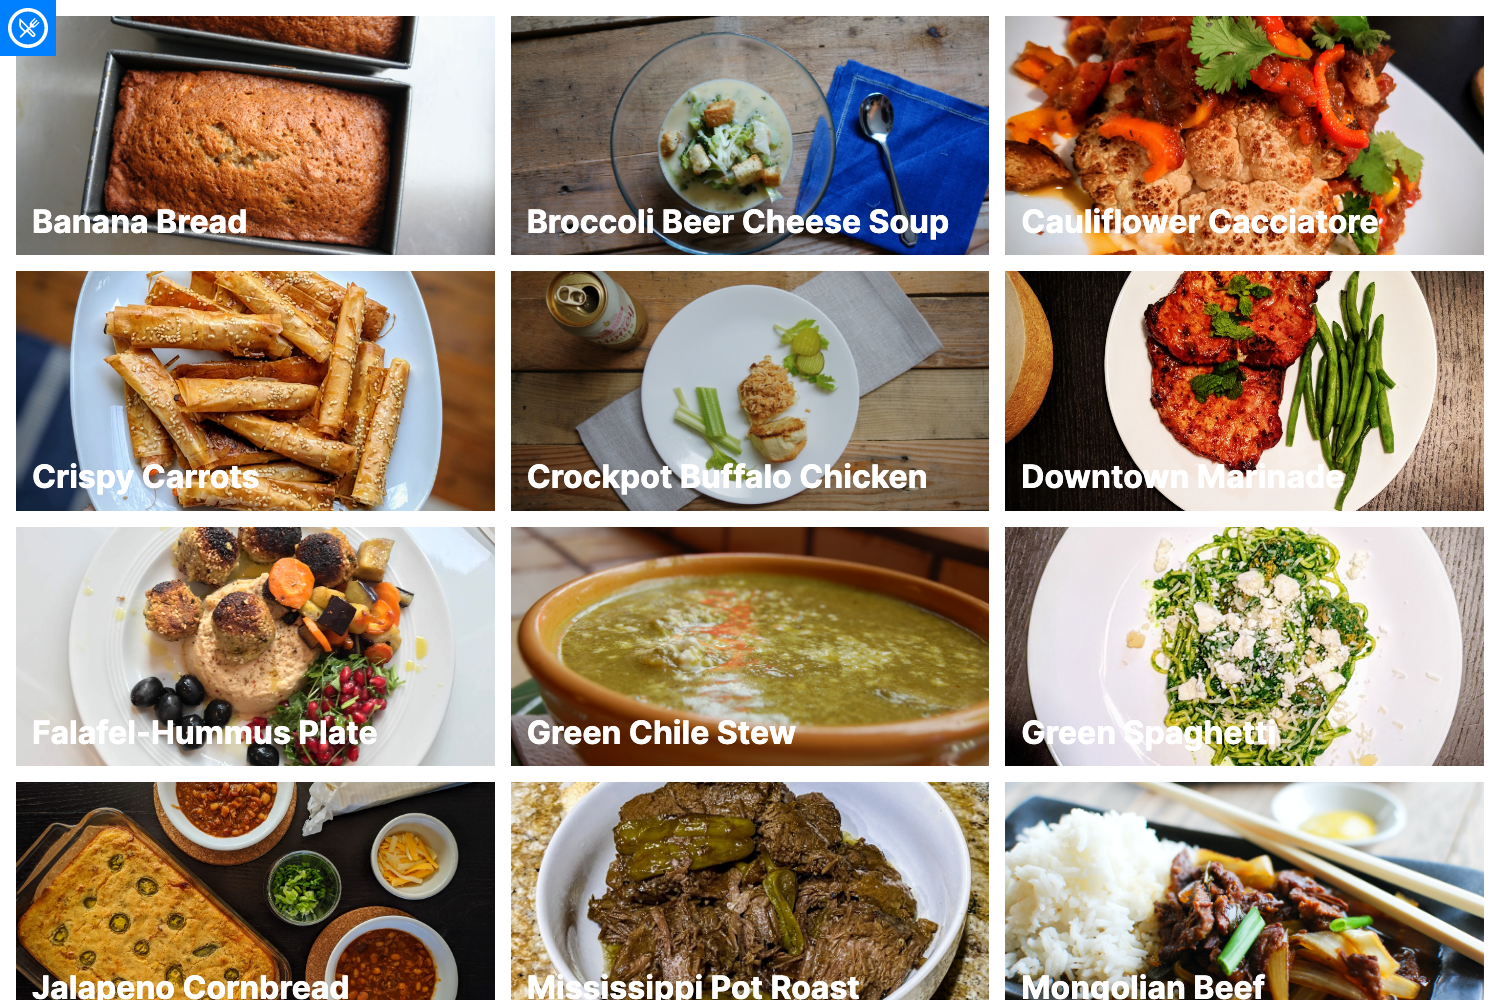 Banana Bread
Broccoli Beer Cheese Soup
Cauliflower Cacciatore
Crispy Carrots
Crockpot Buffalo Chicken
Downtown Marinade
Falafel-Hummus Plate
Green Chile Stew
Green Spaghetti
Jalapeno Cornbread
Mississippi Pot Roast
Mongolian Beef